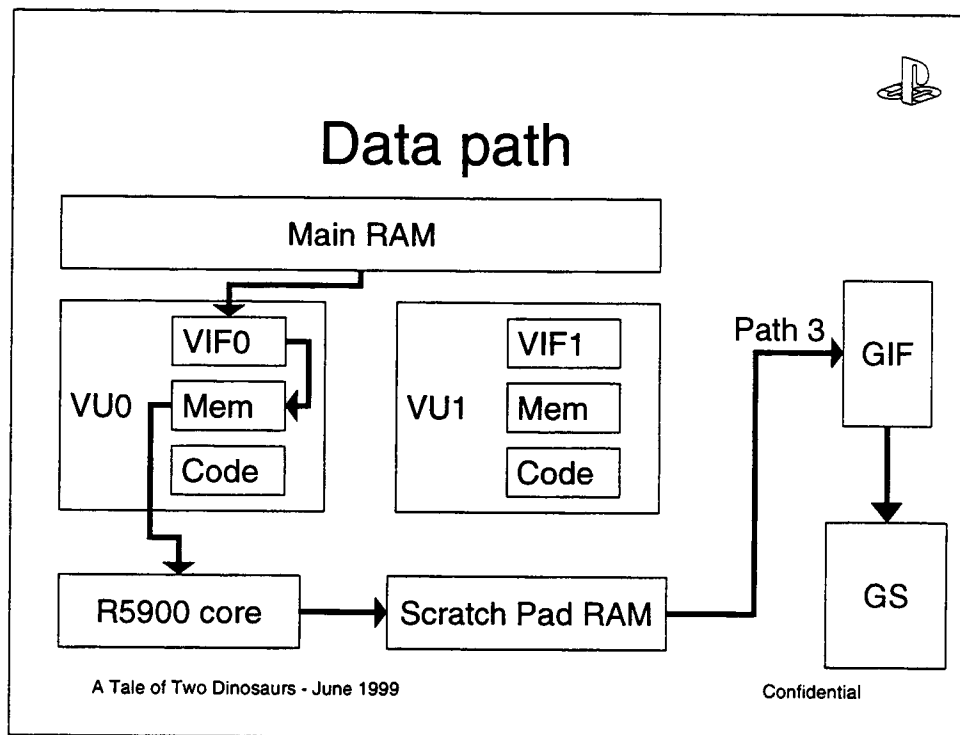 Data path
Main RAM
VIF0
VU0
Mem
Code
VIF1
VU1
Mem
Code
Path 3
GIF
GS
R5900 core
Scratch Pad RAM
A Tale of Two Dinosaurs - June 1999
Confidential